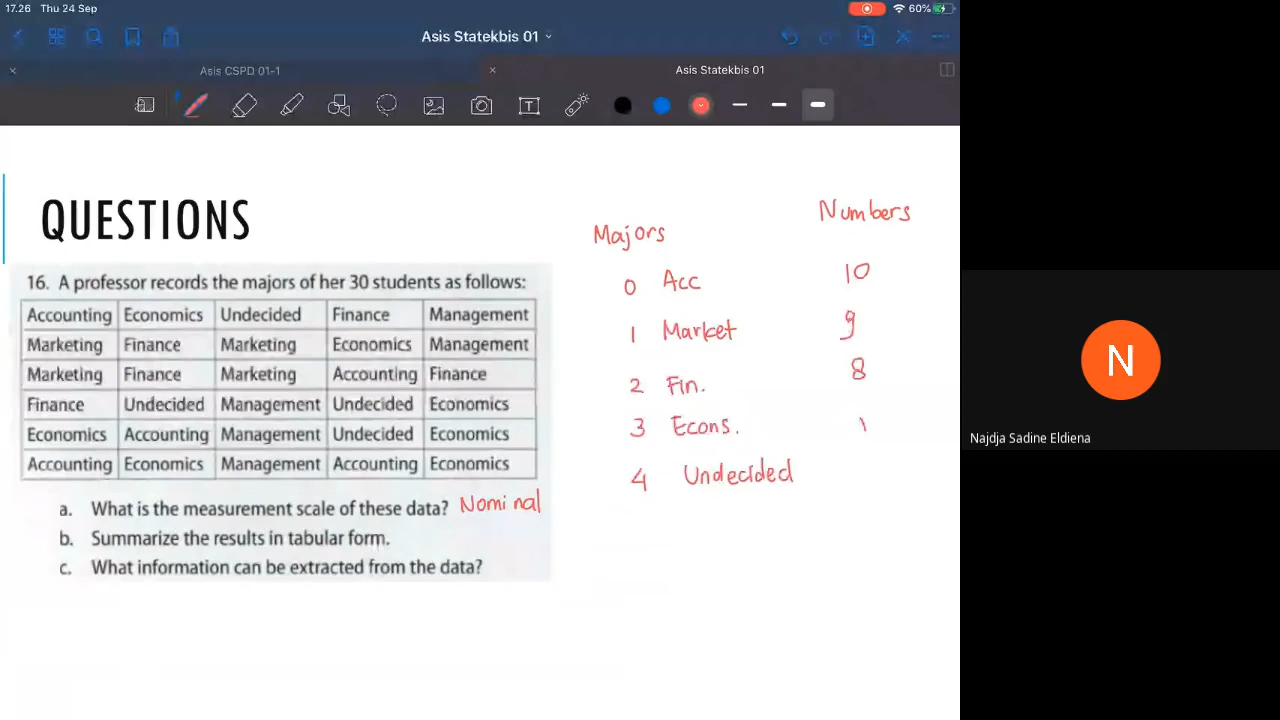 17.26 Thu 24 Sep
60%
Asis Statekbis 01
Asis CSPD 01-1
Asis Statekbis 01
T
QUESTIONS
16. A professor records the majors of her 30 students as follows:
Accounting Economics Undecided Finance Management
Marketing Finance Marketing Economics Management
Marketing Finance Marketing Accounting Finance
Finance Undecided Management Undecided Economics
Economics Accounting Management Undecided Economics
Accounting Economics Management Accounting Economics
a. What is the measurement scale of these data? Nominal
b. Summarize the results in tabular form.
c. What information can be extracted from the data?
Majors Numbers
0 Acc 10
1 Market 9
2 Fin. 8
3 Econs.
4 Undecided
N
Najdja Sadine Eldiena